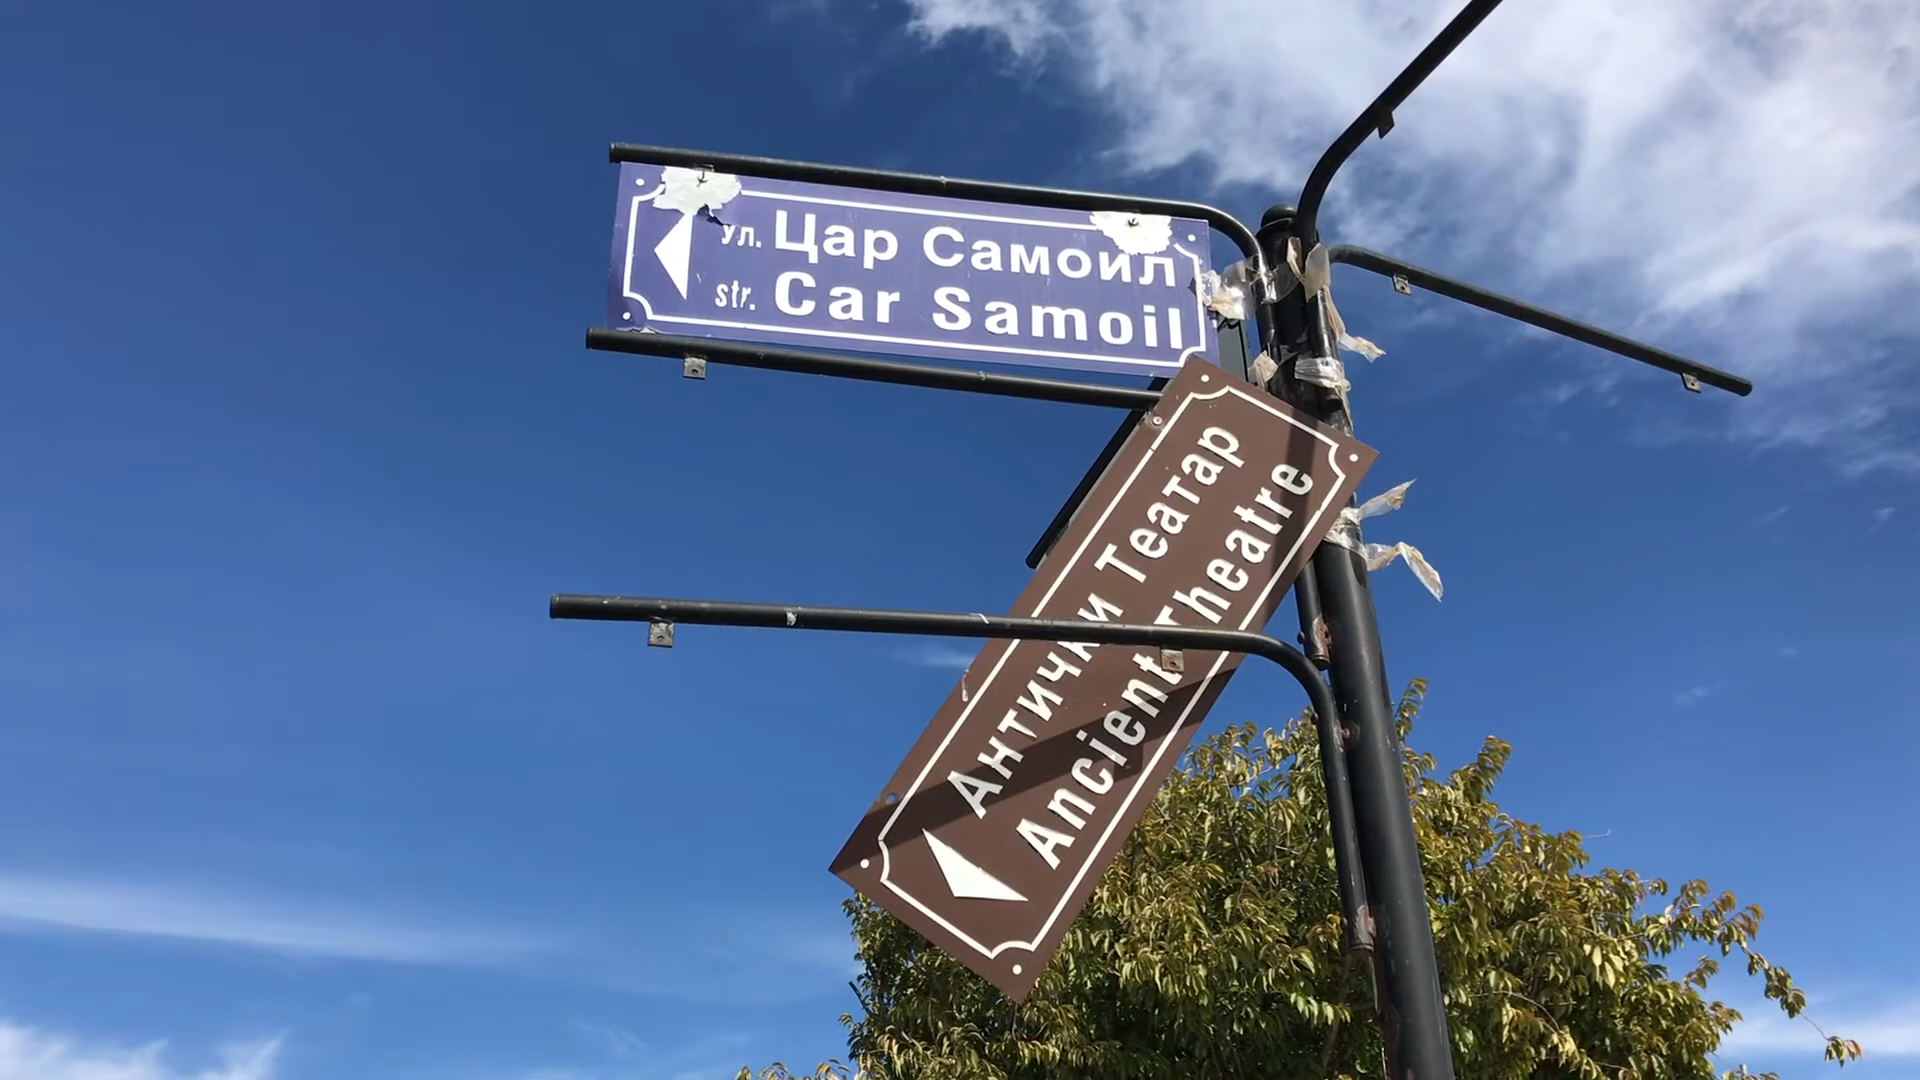 ул. Цар Самоил
str. Car Samoil
Антички Театар
Ancient Theatre